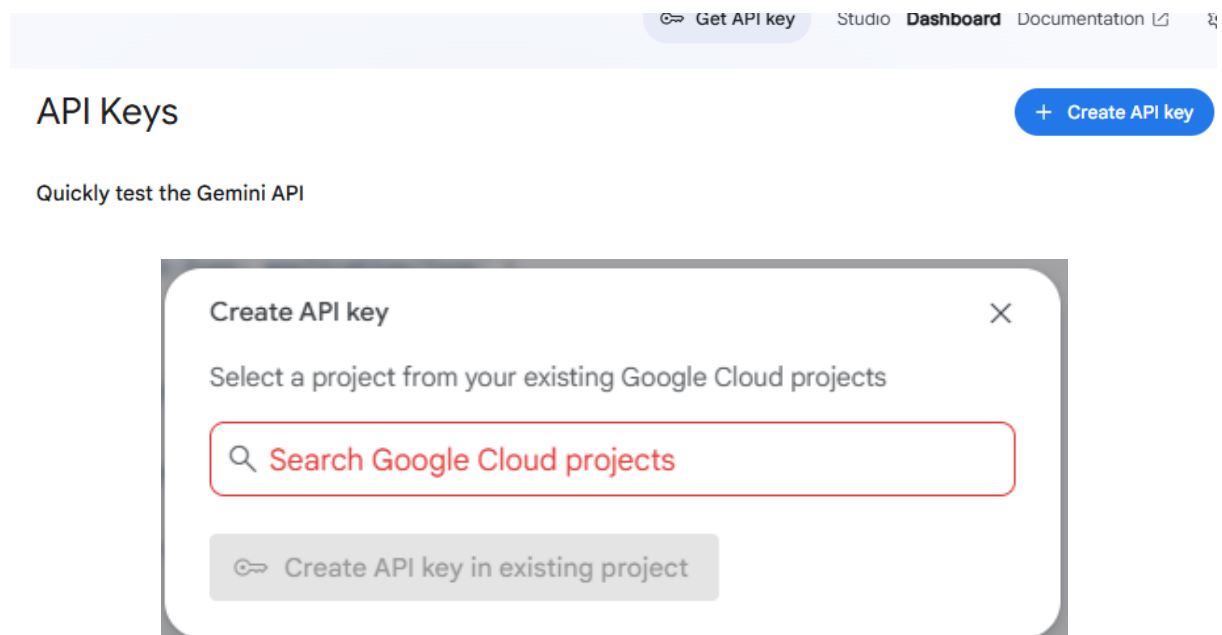 Get API key Studio Dashboard Documentation
API Keys
+ Create API key
Quickly test the Gemini API
Create API key
Select a project from your existing Google Cloud projects
Search Google Cloud projects
Create API key in existing project